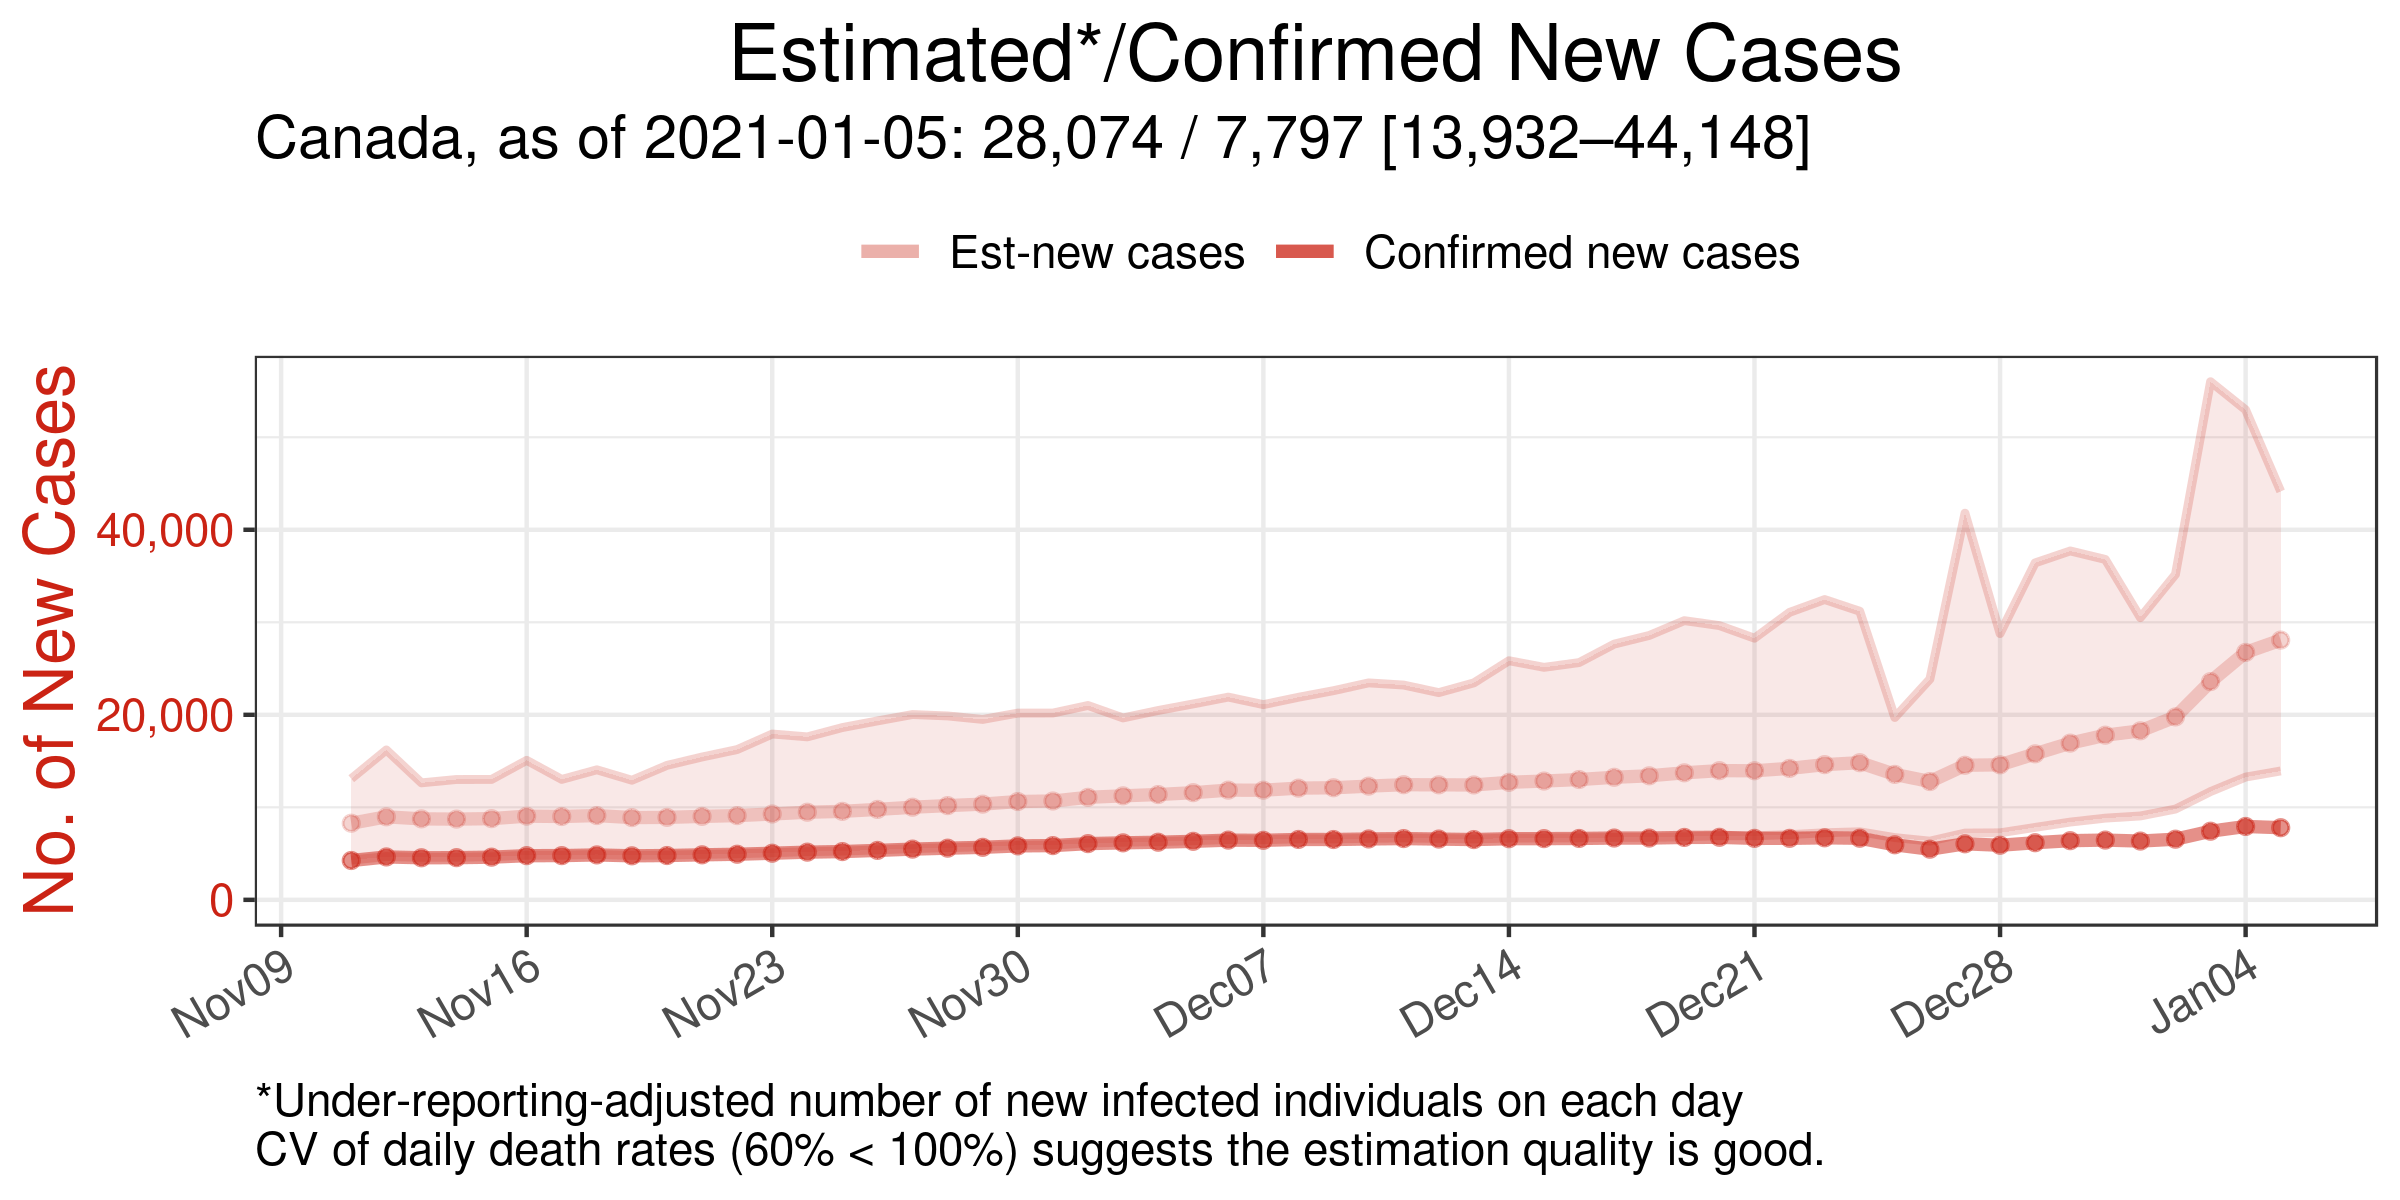 Estimated*/Confirmed New Cases
Canada, as of 2021-01-05: 28,074 / 7,797 [13,932–44,148]
Est-new cases Confirmed new cases
No. of New Cases
40,000
20,000
0
Nov09 Nov16 Nov23 Nov30 Dec07 Dec14 Dec21 Dec28 Jan04
*Under-reporting-adjusted number of new infected individuals on each day
CV of daily death rates (60% < 100%) suggests the estimation quality is good.